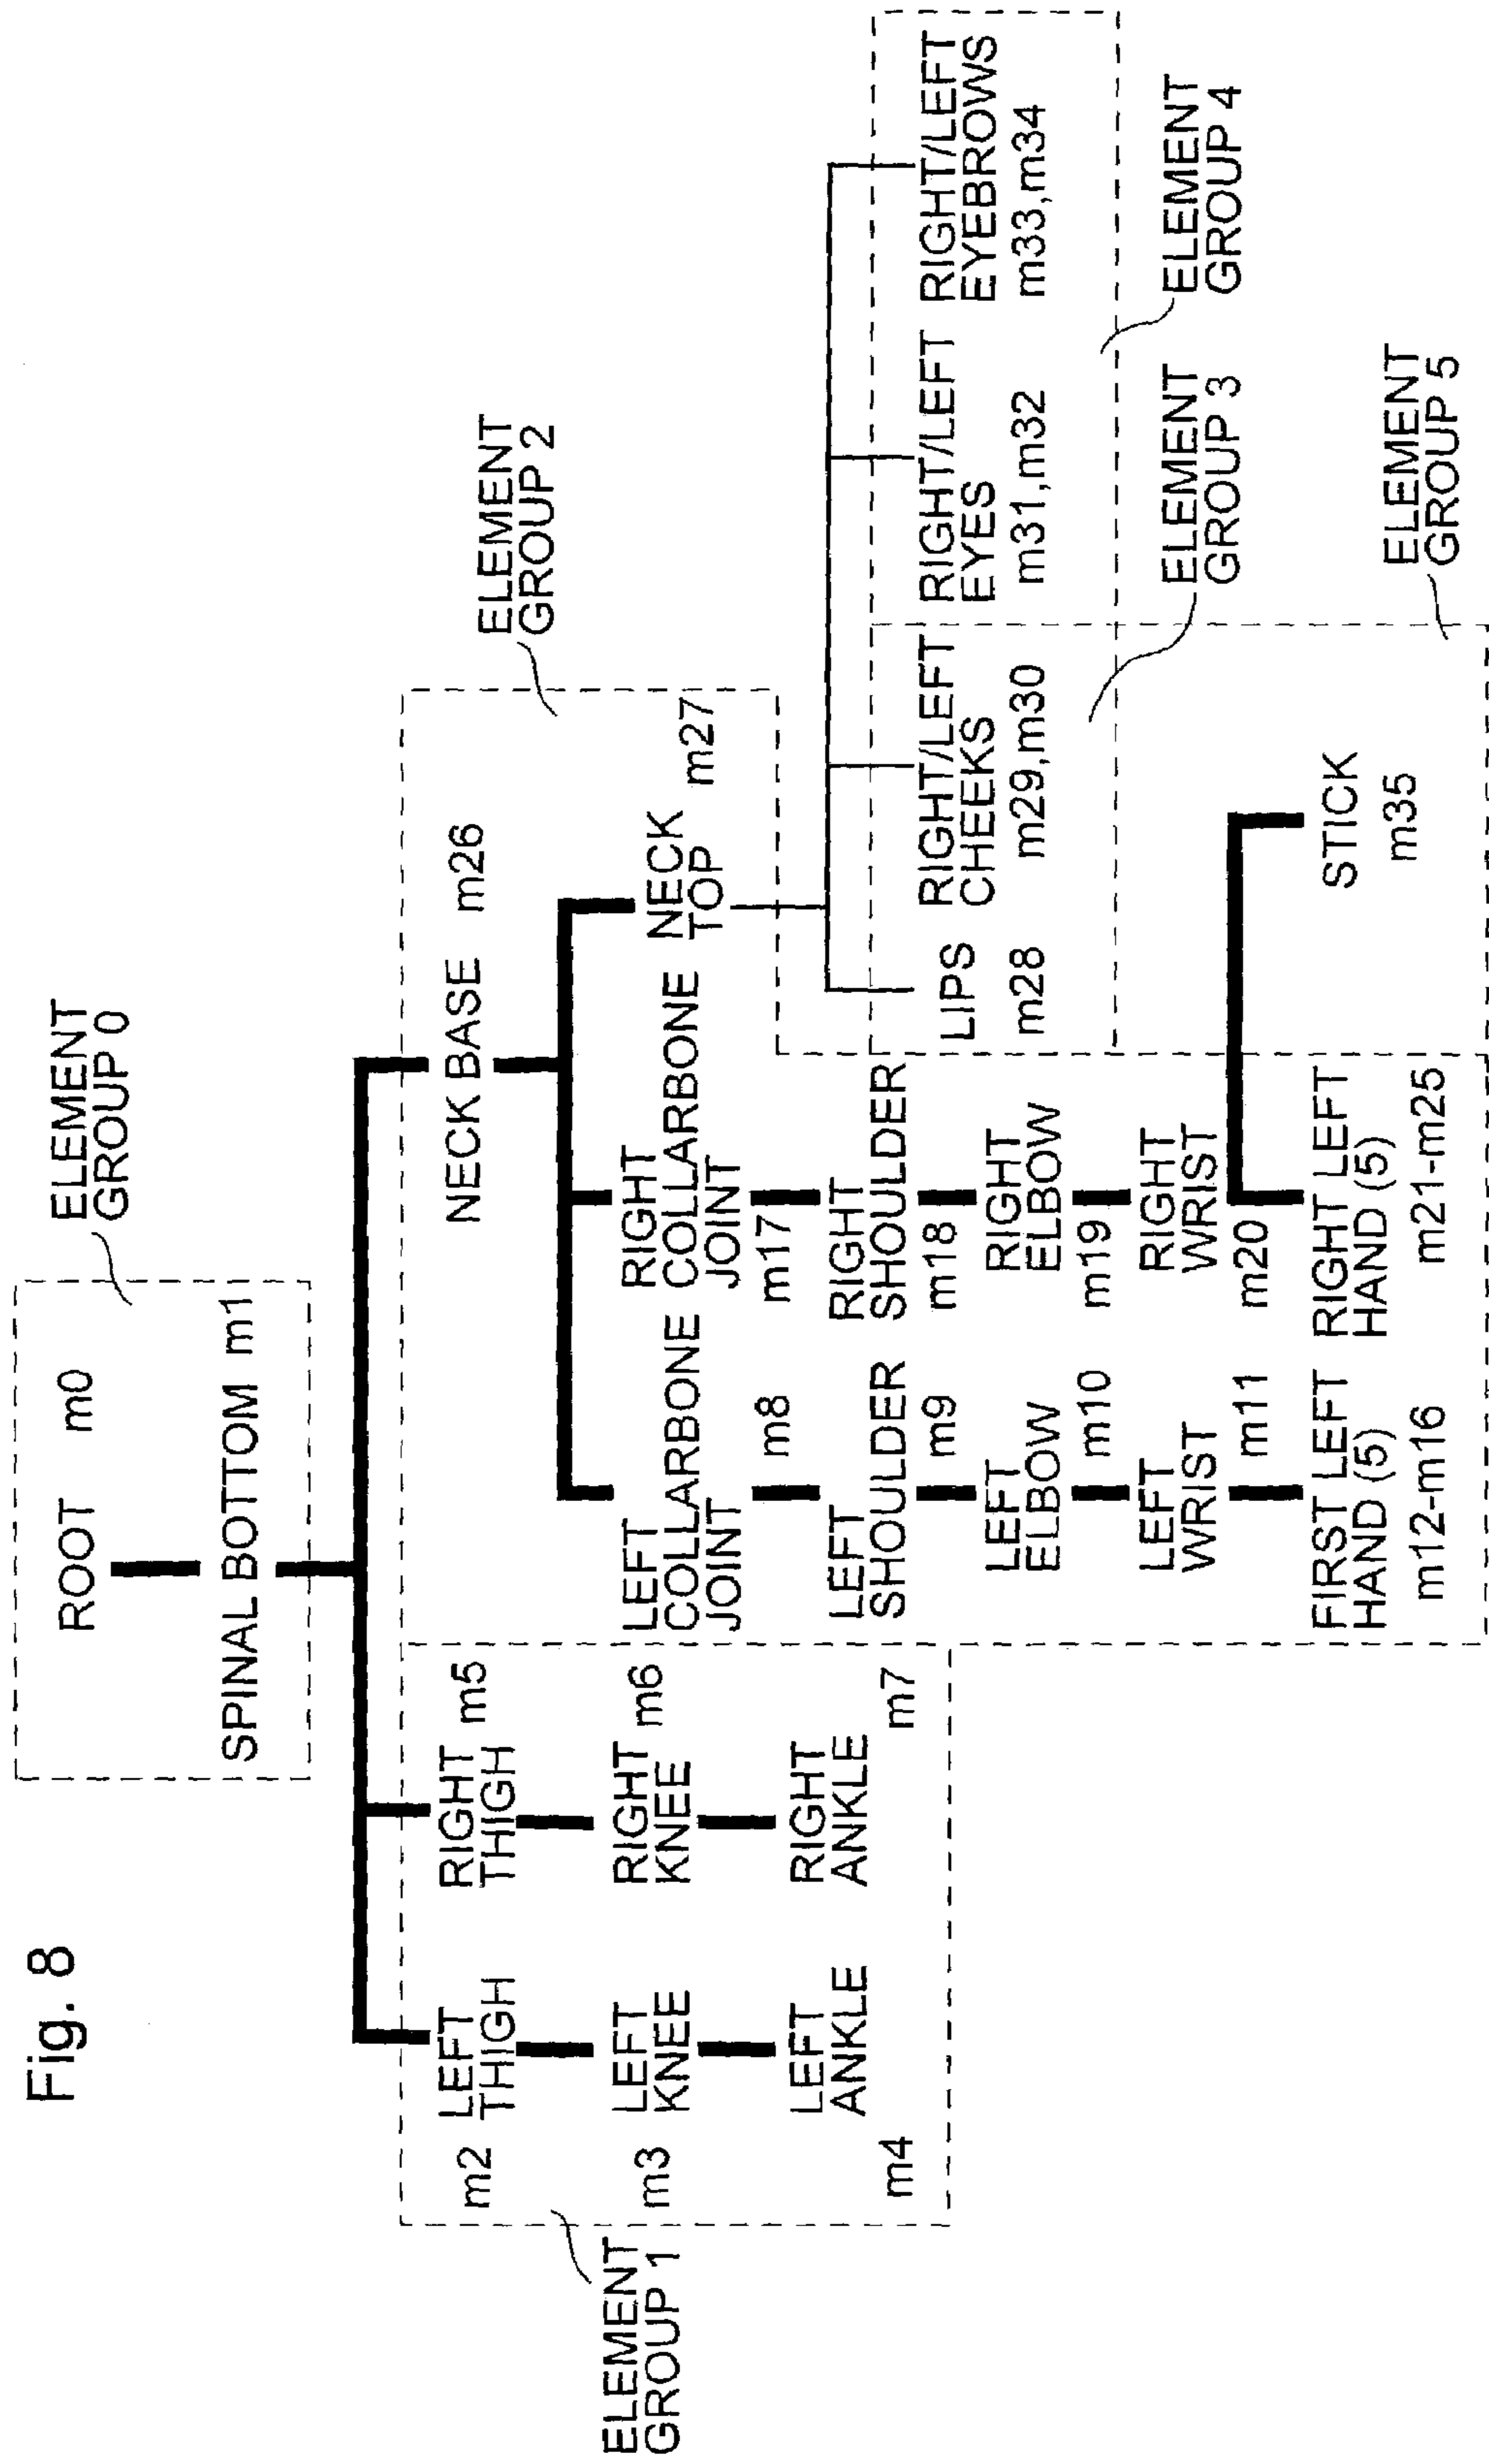 Fig. 8
ELEMENT
GROUP 0
ROOT m0
SPINAL BOTTOM m1
ELEMENT
GROUP 1
m2
LEFT
THIGH
m3
LEFT
KNEE
m4
LEFT
ANKLE
RIGHT
THIGH
m5
RIGHT
KNEE
m6
RIGHT
ANKLE
m7
ELEMENT
GROUP 2
NECK BASE m26
LEFT
COLLARBONE
JOINT
m8
LEFT
SHOULDER
m9
LEFT
ELBOW
m10
LEFT
WRIST
m11
FIRST LEFT
HAND (5)
m12-m16
RIGHT
COLLARBONE
JOINT
m17
RIGHT
SHOULDER
m18
RIGHT
ELBOW
m19
RIGHT
WRIST
m20
RIGHT LEFT
HAND (5)
m21-m25
NECK
TOP
m27
LIPS
m28
RIGHT/LEFT
CHEEKS
m29,m30
RIGHT/LEFT
EYES
m31,m32
RIGHT/LEFT
EYEBROWS
m33,m34
ELEMENT
GROUP 3
ELEMENT
GROUP 4
STICK
m35
ELEMENT
GROUP 5